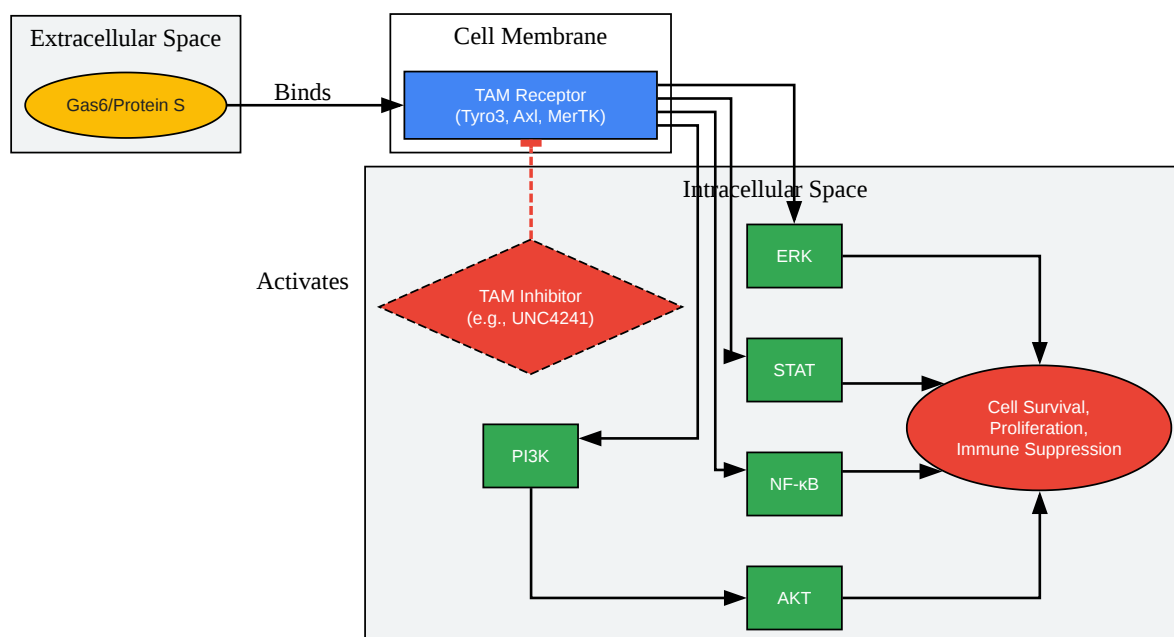 Extracellular Space
Gas6/Protein S
Binds
Cell Membrane
TAM Receptor
(Tyro3, Axl, MerTK)
Intracellular Space
Activates
TAM Inhibitor
(e.g., UNC4241)
ERK
STAT
PI3K
NF-κB
AKT
Cell Survival,
Proliferation,
Immune Suppression